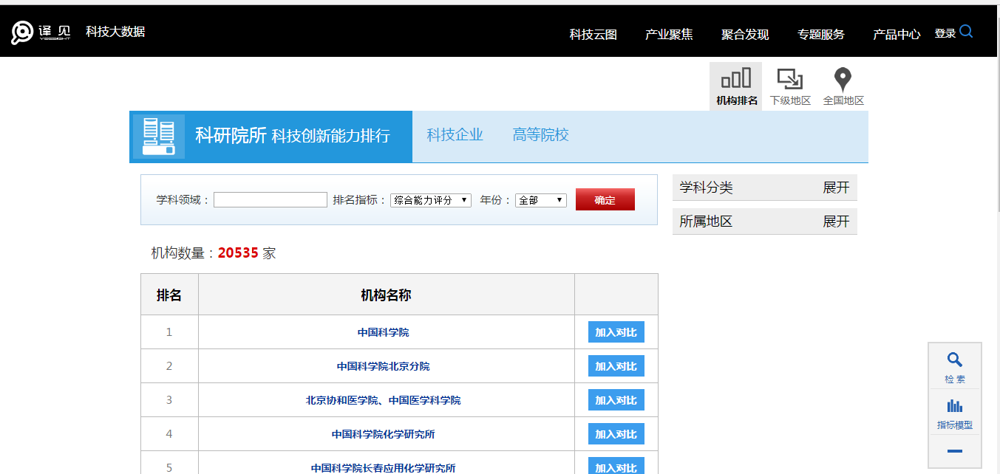 译见 科技大数据 科技云图 产业聚焦 聚合发现 专题服务 产品中心 登录
机构排名 下级地区 全国地区
科研院所 科技创新能力排行 科技企业 高等院校
学科领域： 排名指标： 综合能力评分 年份： 全部 确定
学科分类 展开
所属地区 展开
机构数量：20535 家
排名 机构名称
1 中国科学院 加入对比
2 中国科学院北京分院 加入对比
3 北京协和医学院、中国医学科学院 加入对比
4 中国科学院化学研究所 加入对比
5 中国科学院长春应用化学研究所 加入对比
检 索
指标模型